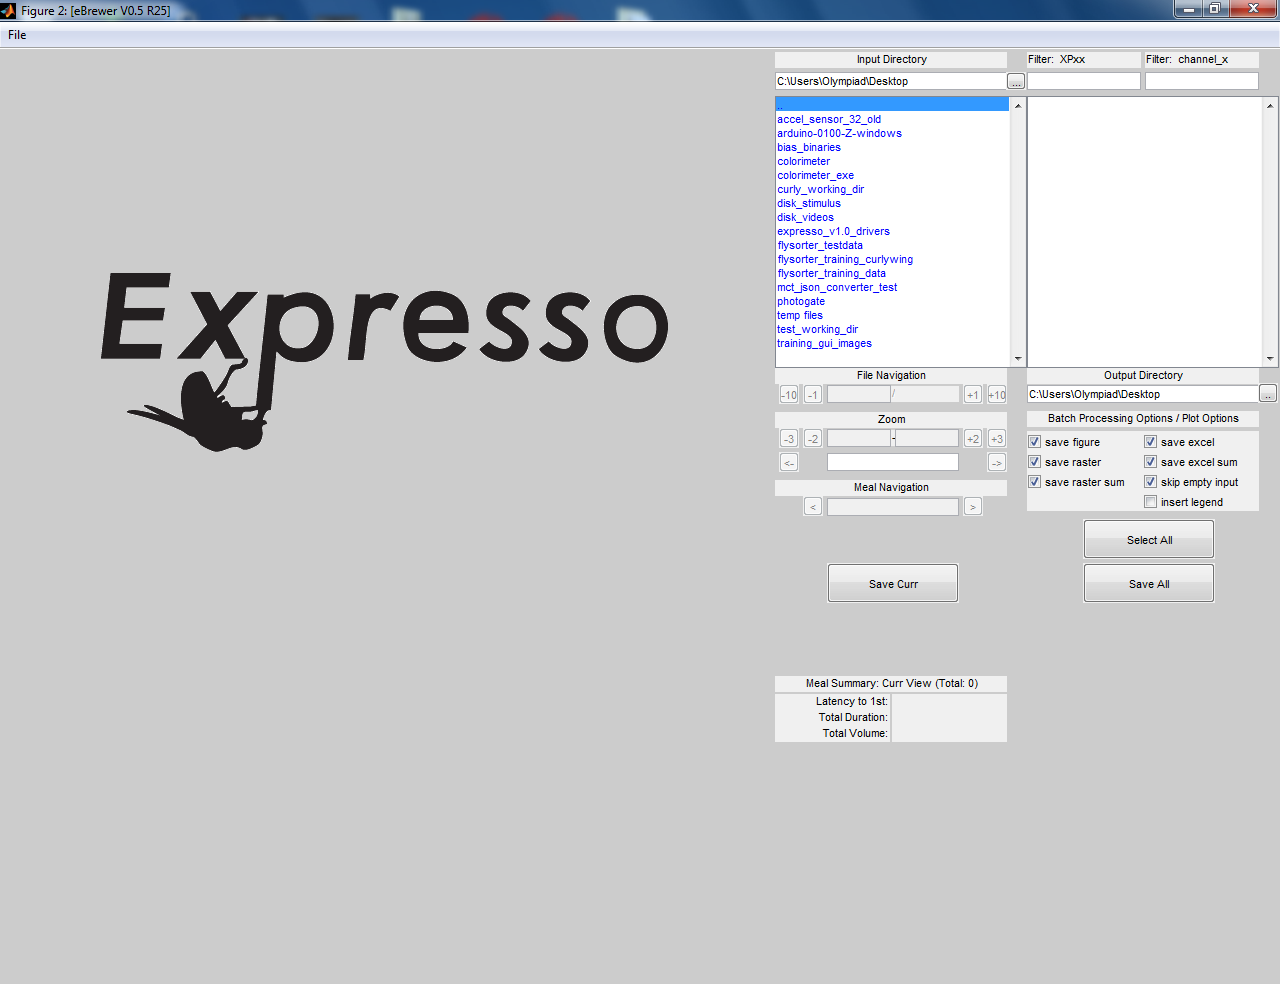 Figure 2: [eBrewer V0.5 R25]
File
Input Directory
Filter: XPxx
Filter: channel_x
C:\Users\Olympiad\Desktop
...
..
accel_sensor_32_old
arduino-0100-Z-windows
bias_binaries
colorimeter
colorimeter_exe
curly_working_dir
disk_stimulus
disk_videos
expresso_v1.0_drivers
flysorter_testdata
flysorter_training_curlywing
flysorter_training_data
mct_json_converter_test
photogate
temp files
test_working_dir
training_gui_images
Expresso
File Navigation
-10 -1 / +1 +10
Zoom
-3 -2 - +2 +3
<- ->
Meal Navigation
< >
Save Curr
Output Directory
C:\Users\Olympiad\Desktop
..
Batch Processing Options / Plot Options
save figure save excel
save raster save excel sum
save raster sum skip empty input
insert legend
Select All
Save All
Meal Summary: Curr View (Total: 0)
Latency to 1st:
Total Duration:
Total Volume: